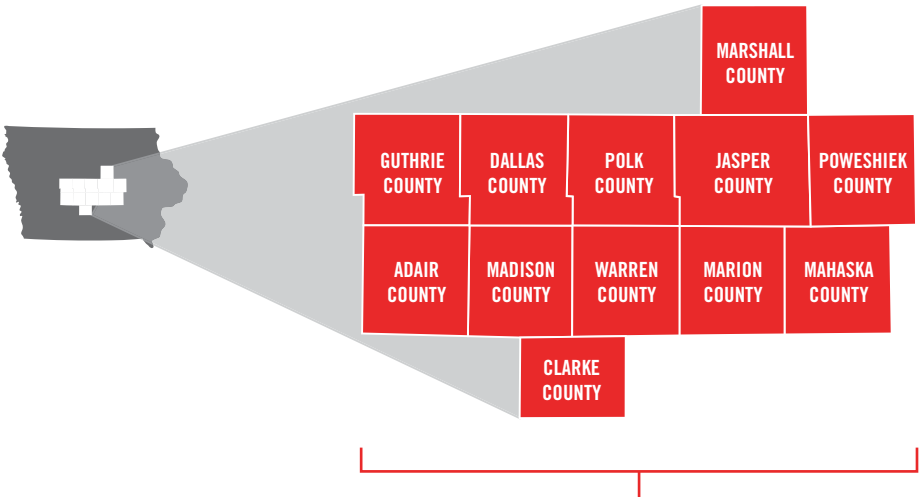 MARSHALL
COUNTY
GUTHRIE
COUNTY
DALLAS
COUNTY
POLK
COUNTY
JASPER
COUNTY
POWESHIEK
COUNTY
ADAIR
COUNTY
MADISON
COUNTY
WARREN
COUNTY
MARION
COUNTY
MAHASKA
COUNTY
CLARKE
COUNTY